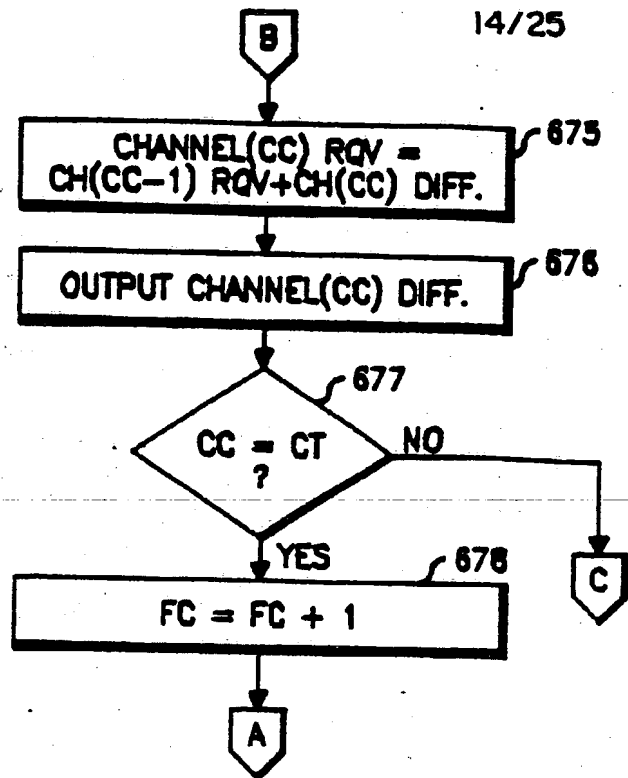 14/25
B
CHANNEL(CC) RQV =
CH(CC-1) RQV+CH(CC) DIFF.
675
OUTPUT CHANNEL(CC) DIFF.
676
677
CC = CT
?
NO
YES
C
678
FC = FC + 1
A